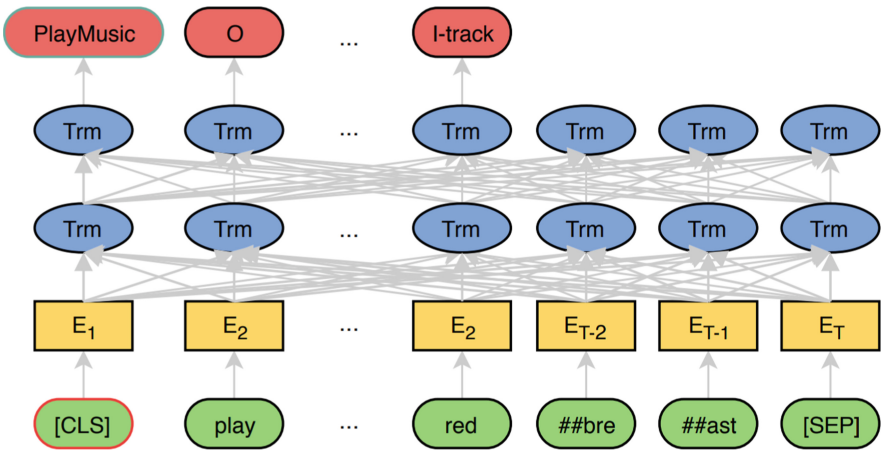 PlayMusic O ... I-track
Trm Trm ... Trm Trm Trm Trm
Trm Trm ... Trm Trm Trm Trm
E1 E2 ... E2 ET-2 ET-1 ET
[CLS] play ... red ##bre ##ast [SEP]